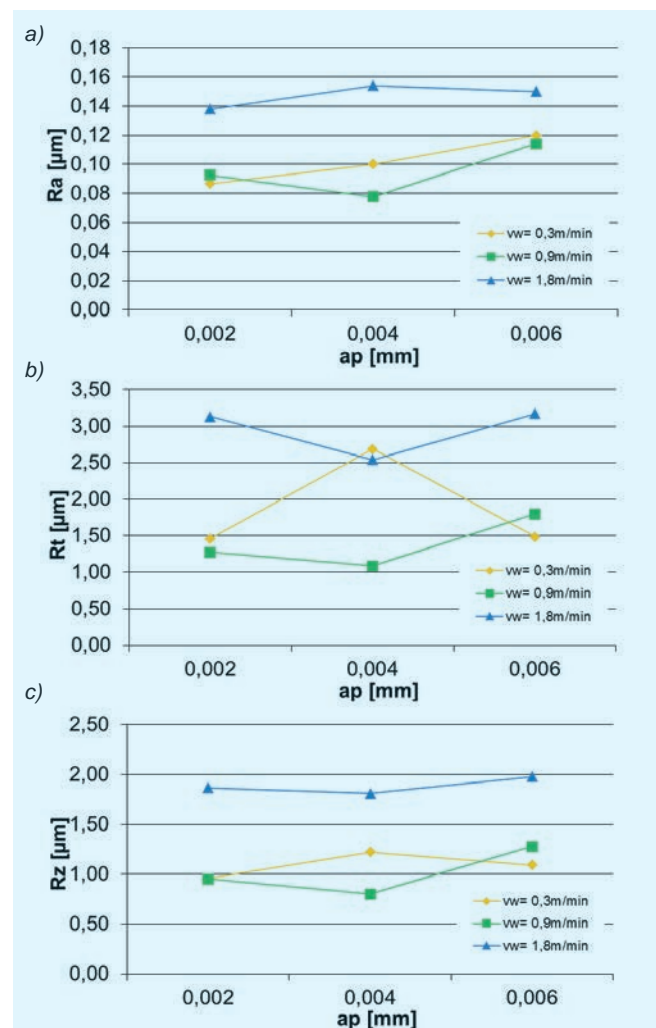 a)
0,18
0,16
0,14
0,12
0,10
0,08
0,06
0,04
0,02
0,00
Ra [µm]
vw= 0,3m/min
vw= 0,9m/min
vw= 1,8m/min
0,002 0,004 0,006
ap [mm]
b)
3,50
3,00
2,50
2,00
1,50
1,00
0,50
0,00
Rt [µm]
vw= 0,3m/min
vw= 0,9m/min
vw= 1,8m/min
0,002 0,004 0,006
ap [mm]
c)
2,50
2,00
1,50
1,00
0,50
0,00
Rz [µm]
vw= 0,3m/min
vw= 0,9m/min
vw= 1,8m/min
0,002 0,004 0,006
ap [mm]